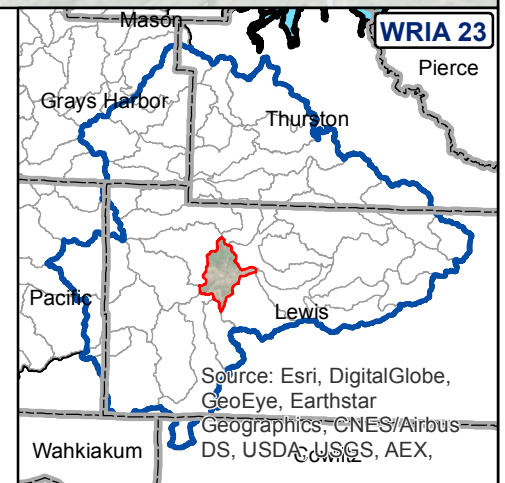 Mason
WRIA 23
Pierce
Grays Harbor
Thurston
Pacific
Lewis
Source: Esri, DigitalGlobe,
GeoEye, Earthstar
Geographics, CNES/Airbus
DS, USDA, USGS, AEX,
Wahkiakum
Cowlitz